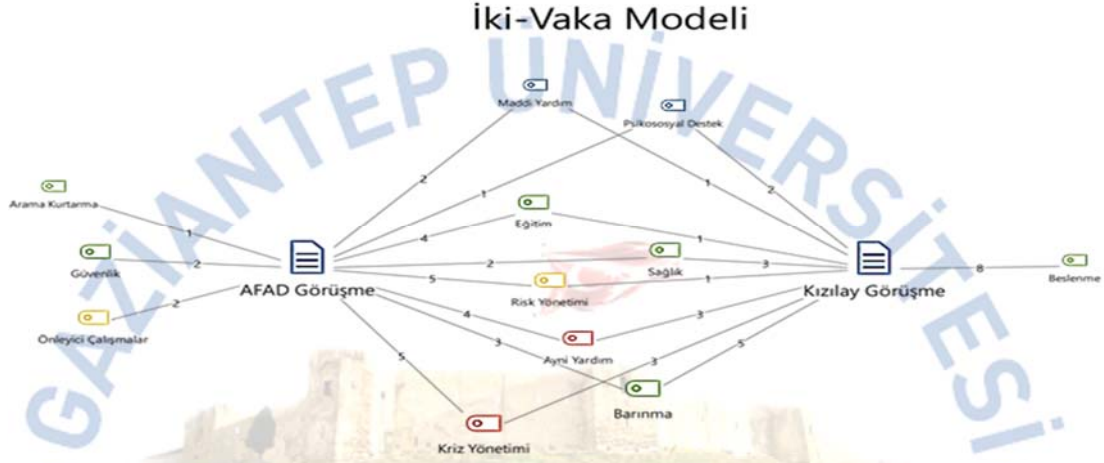 İki-Vaka Modeli
GAZİANTEP ÜNİVERSİTESİ
Maddi Yardım
Psikososyal Destek
2
1
1
2
Arama Kurtarma
1
Eğitim
4
1
Güvenlik
2
AFAD Görüşme
2
Sağlık
3
Kızılay Görüşme
8
Beslenme
5
Risk Yönetimi
1
Önleyici Çalışmalar
2
4
Ayni Yardım
3
3
Barınma
5
5
Kriz Yönetimi
3